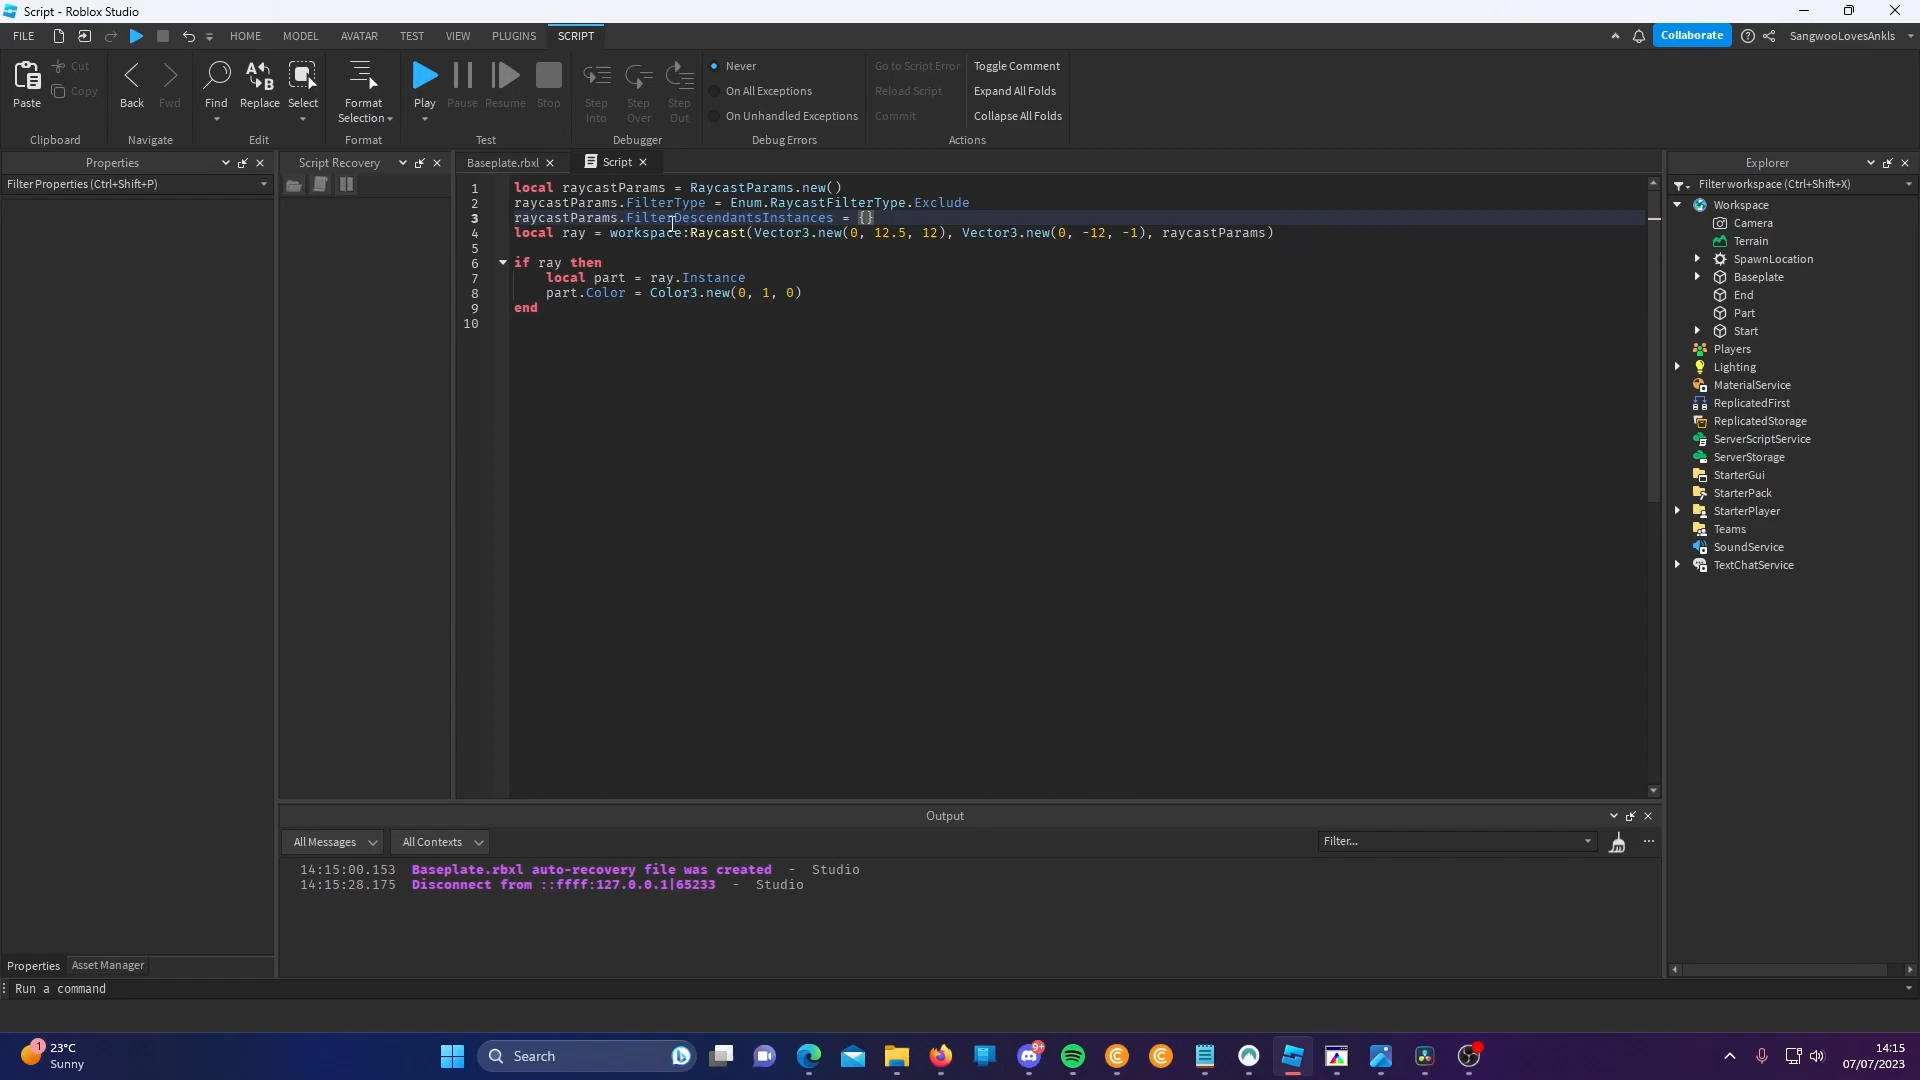 Script - Roblox Studio
FILE HOME MODEL AVATAR TEST VIEW PLUGINS SCRIPT Collaborate SangwooLovesAnkls
Paste
Cut
Copy
Clipboard
Back
Fwd
Navigate
Find
Replace
Select
Edit
Format
Selection
Format
Play
Pause
Resume
Stop
Test
Step
Into
Step
Over
Step
Out
Debugger
Never
On All Exceptions
On Unhandled Exceptions
Debug Errors
Go to Script Error
Reload Script
Commit
Toggle Comment
Expand All Folds
Collapse All Folds
Actions
Properties
Filter Properties (Ctrl+Shift+P)
Script Recovery
Baseplate.rbxl
Script
1 local raycastParams = RaycastParams.new()
2 raycastParams.FilterType = Enum.RaycastFilterType.Exclude
3 raycastParams.FilterDescendantsInstances = {}
4 local ray = workspace:Raycast(Vector3.new(0, 12.5, 12), Vector3.new(0, -12, -1), raycastParams)
5
6 if ray then
7 local part = ray.Instance
8 part.Color = Color3.new(0, 1, 0)
9 end
10
Explorer
Filter workspace (Ctrl+Shift+X)
Workspace
Camera
Terrain
SpawnLocation
Baseplate
End
Part
Start
Players
Lighting
MaterialService
ReplicatedFirst
ReplicatedStorage
ServerScriptService
ServerStorage
StarterGui
StarterPack
StarterPlayer
Teams
SoundService
TextChatService
Output
All Messages All Contexts Filter...
14:15:00.153 Baseplate.rbxl auto-recovery file was created - Studio
14:15:28.175 Disconnect from ::ffff:127.0.0.1|65233 - Studio
Properties Asset Manager
Run a command
1
23°C
Sunny
Search
9+
14:15
07/07/2023